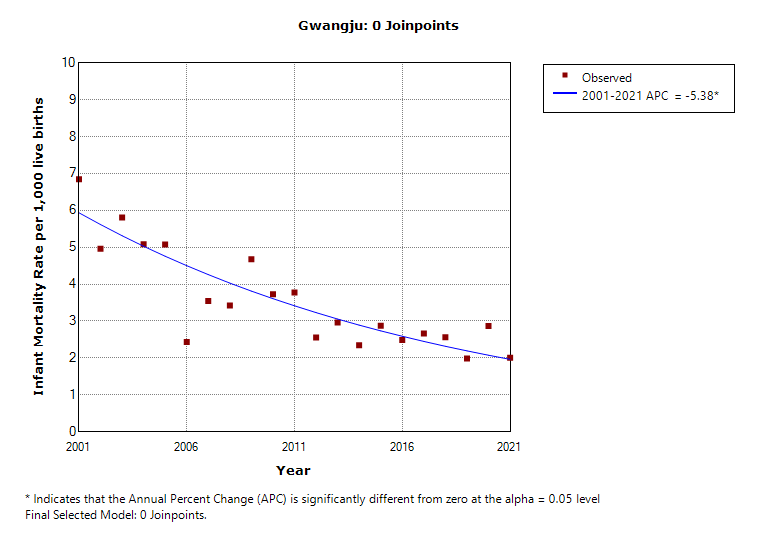 Gwangju: 0 Joinpoints
Infant Mortality Rate per 1,000 live births
10
9
8
7
6
5
4
3
2
1
0
2001
2006
2011
2016
2021
Year
Observed
2001-2021 APC = -5.38*
* Indicates that the Annual Percent Change (APC) is significantly different from zero at the alpha = 0.05 level
Final Selected Model: 0 Joinpoints.